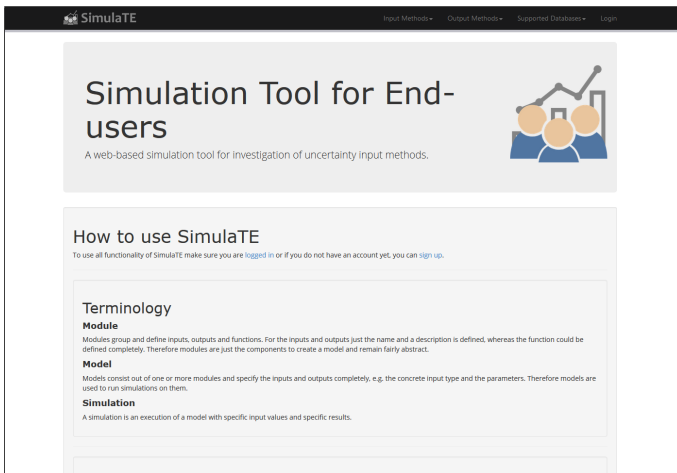 SimulaTE
Input Methods Output Methods Supported Databases Login
Simulation Tool for End-
users
A web-based simulation tool for investigation of uncertainty input methods.
How to use SimulaTE
To use all functionality of SimulaTE make sure you are logged in or if you do not have an account yet, you can sign up.
Terminology
Module
Modules group and define inputs, outputs and functions. For the inputs and outputs just the name and a description is defined, whereas the function could be
defined completely. Therefore modules are just the components to create a model and remain fairly abstract.
Model
Models consist out of one or more modules and specify the inputs and outputs completely, e.g. the concrete input type and the parameters. Therefore models are
used to run simulations on them.
Simulation
A simulation is an execution of a model with specific input values and specific results.